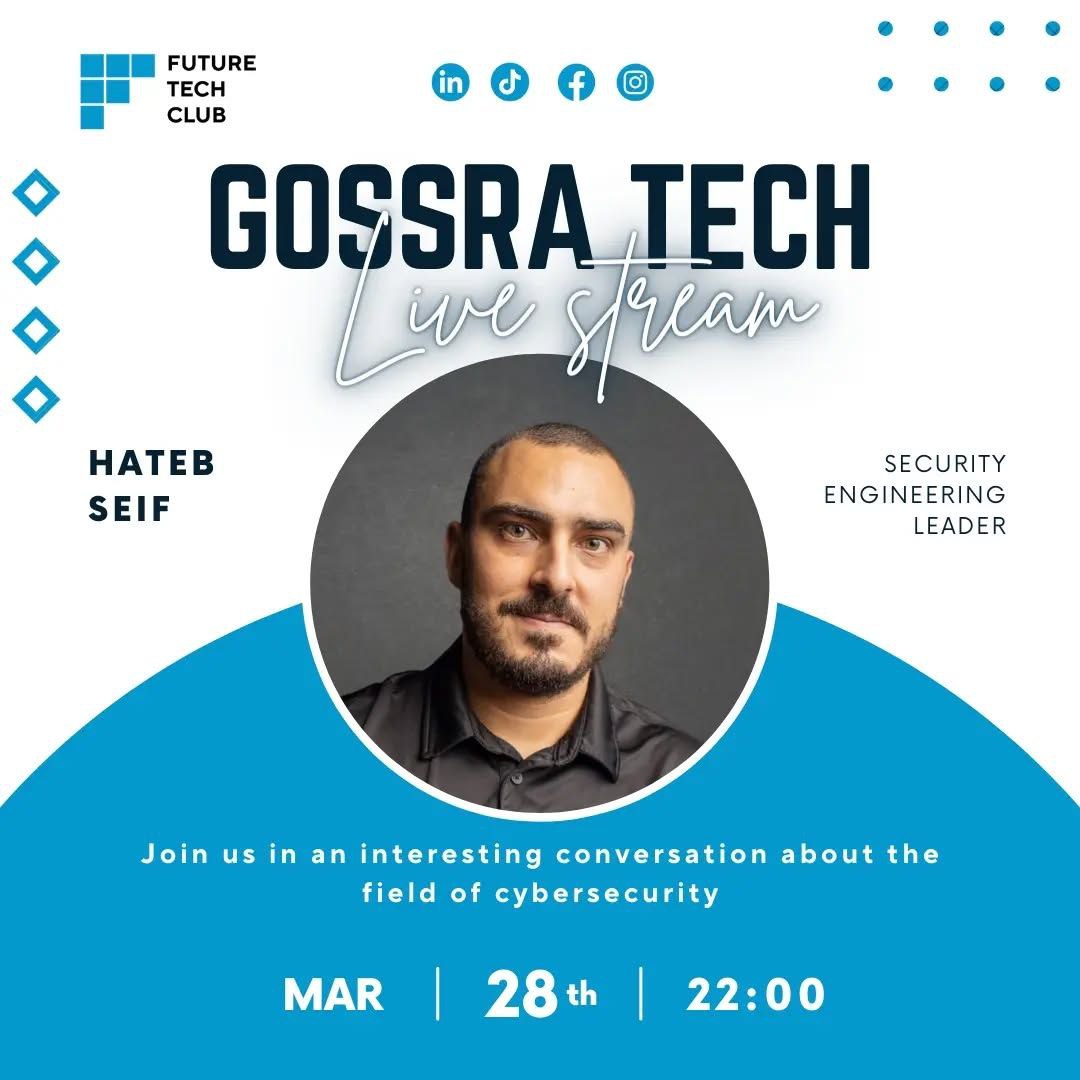 FUTURE
TECH
CLUB
GOSSRA TECH
Live stream
HATEB
SEIF
SECURITY
ENGINEERING
LEADER
Join us in an interesting conversation about the
field of cybersecurity
MAR | 28th | 22:00